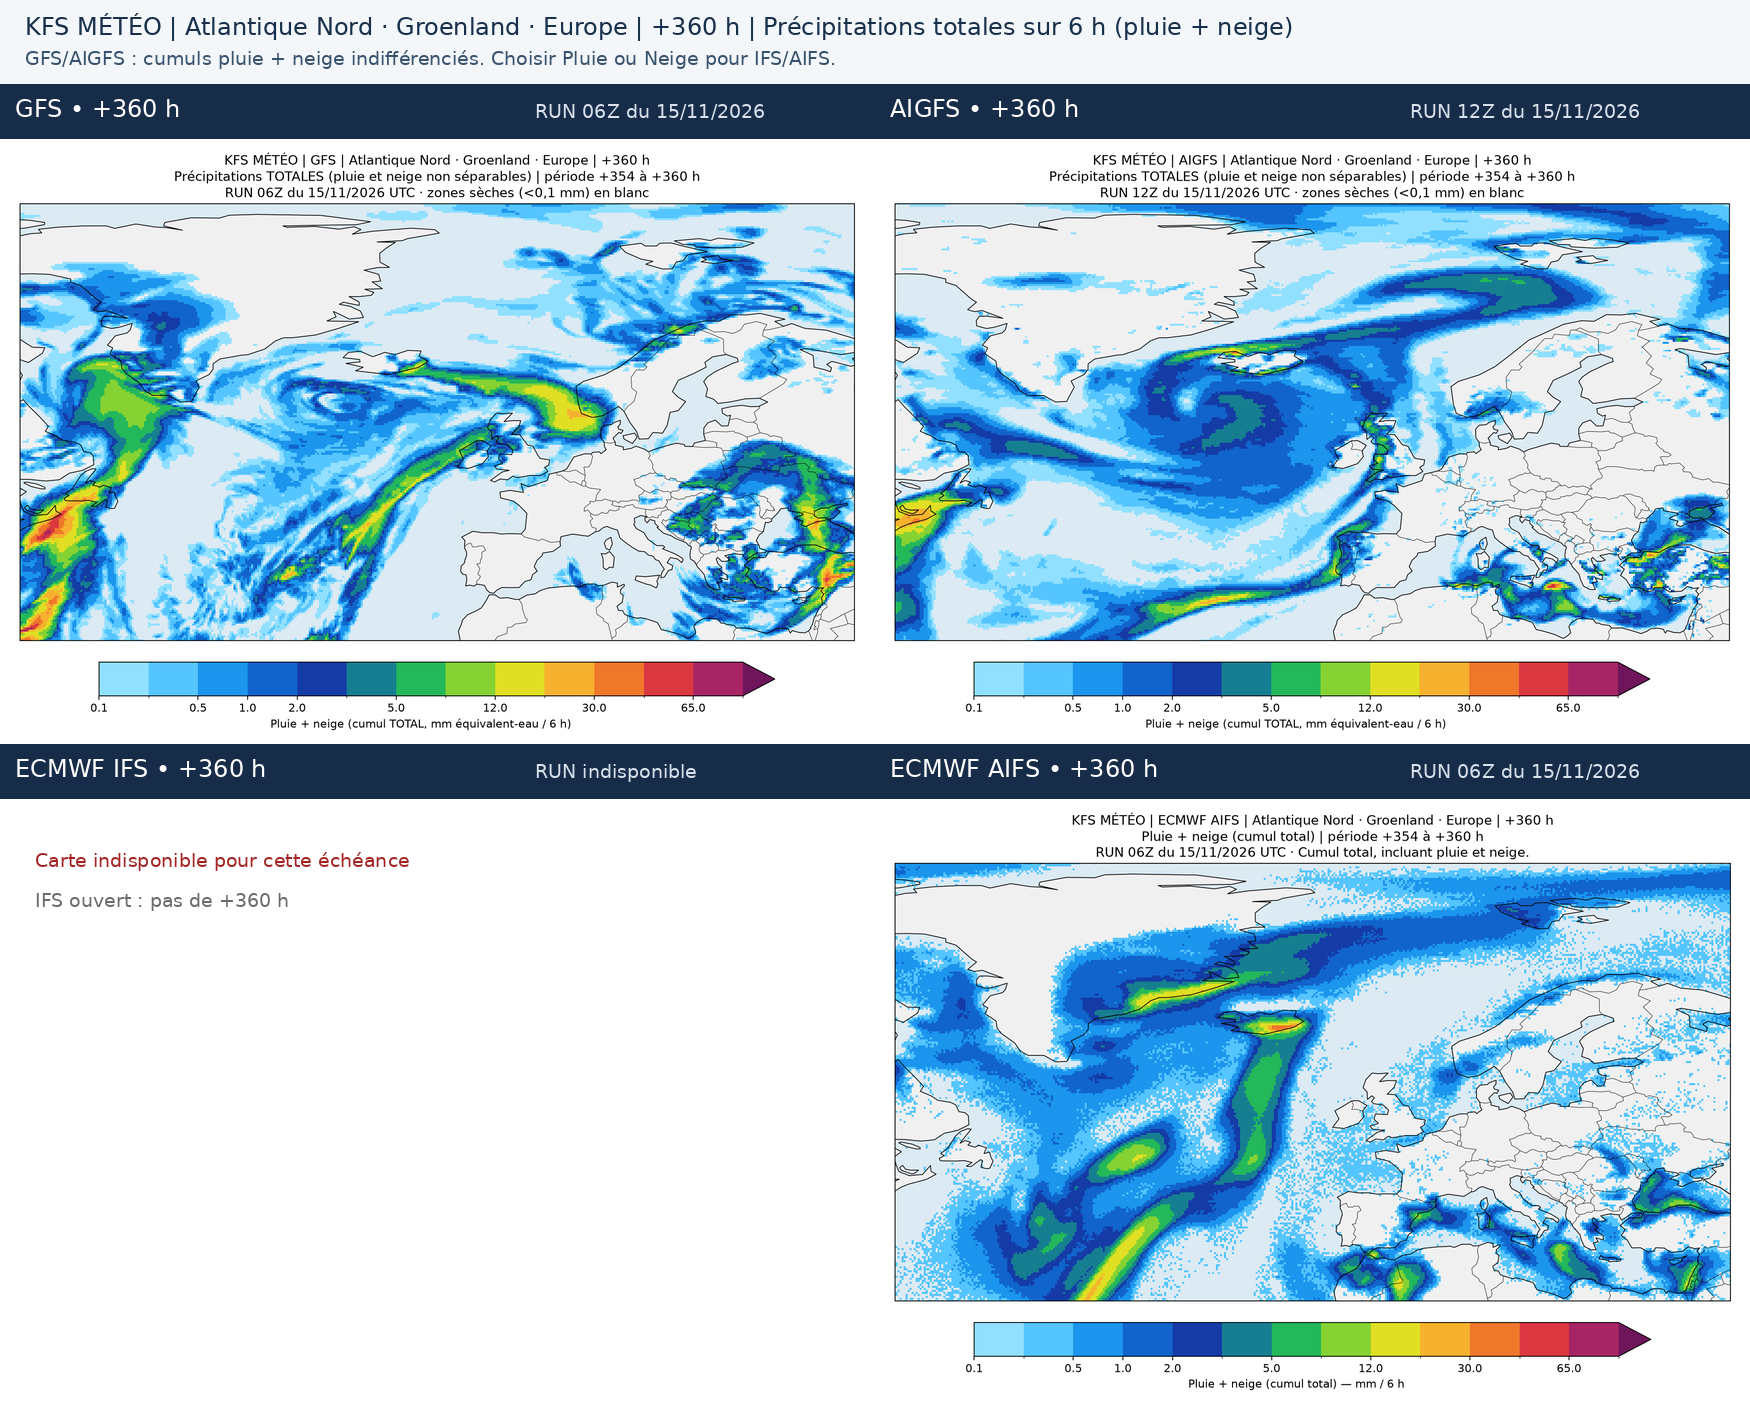 KFS MÉTÉO | Atlantique Nord · Groenland · Europe | +360 h | Précipitations totales sur 6 h (pluie + neige)
GFS/AIGFS : cumuls pluie + neige indifférenciés. Choisir Pluie ou Neige pour IFS/AIFS.
GFS • +360 h
RUN 06Z du 15/11/2026
KFS MÉTÉO | GFS | Atlantique Nord · Groenland · Europe | +360 h
Précipitations TOTALES (pluie et neige non séparables) | période +354 à +360 h
RUN 06Z du 15/11/2026 UTC · zones sèches (<0,1 mm) en blanc
0.1 0.5 1.0 2.0 5.0 12.0 30.0 65.0
Pluie + neige (cumul TOTAL, mm équivalent-eau / 6 h)
AIGFS • +360 h
RUN 12Z du 15/11/2026
KFS MÉTÉO | AIGFS | Atlantique Nord · Groenland · Europe | +360 h
Précipitations TOTALES (pluie et neige non séparables) | période +354 à +360 h
RUN 12Z du 15/11/2026 UTC · zones sèches (<0,1 mm) en blanc
0.1 0.5 1.0 2.0 5.0 12.0 30.0 65.0
Pluie + neige (cumul TOTAL, mm équivalent-eau / 6 h)
ECMWF IFS • +360 h
RUN indisponible
Carte indisponible pour cette échéance
IFS ouvert : pas de +360 h
ECMWF AIFS • +360 h
RUN 06Z du 15/11/2026
KFS MÉTÉO | ECMWF AIFS | Atlantique Nord · Groenland · Europe | +360 h
Pluie + neige (cumul total) | période +354 à +360 h
RUN 06Z du 15/11/2026 UTC · Cumul total, incluant pluie et neige.
0.1 0.5 1.0 2.0 5.0 12.0 30.0 65.0
Pluie + neige (cumul total) — mm / 6 h